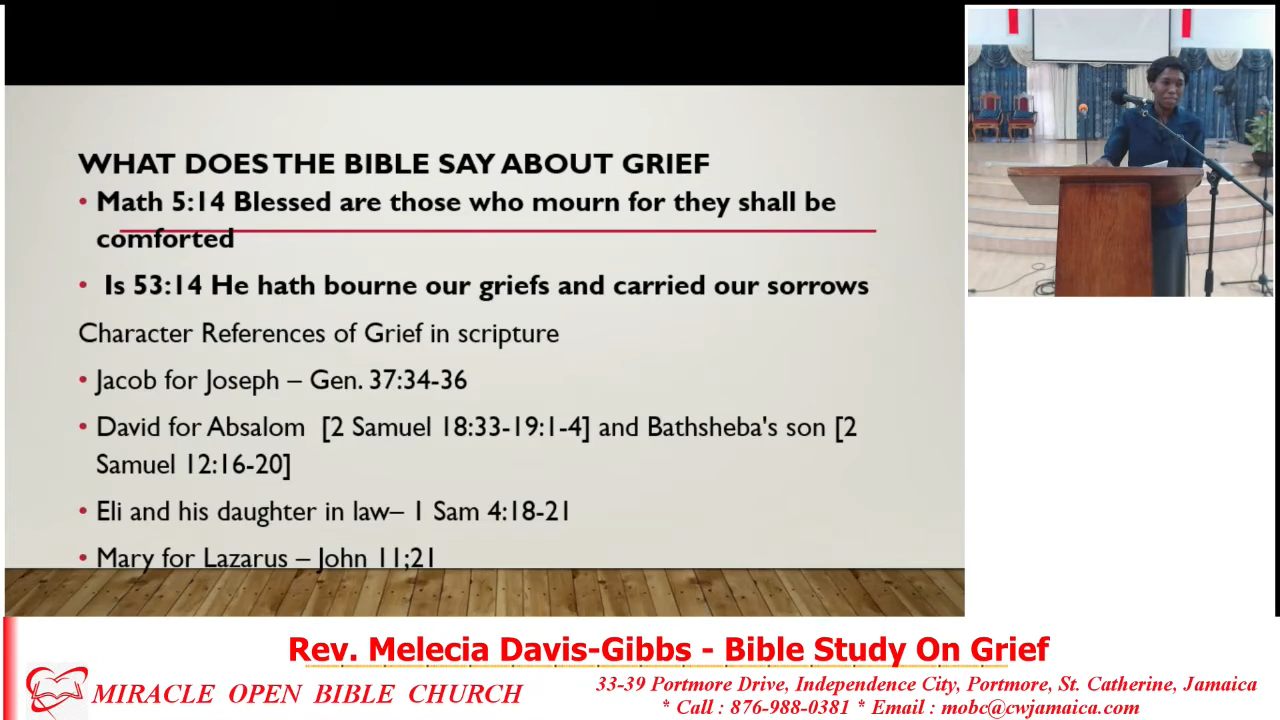 WHAT DOES THE BIBLE SAY ABOUT GRIEF
• Math 5:14 Blessed are those who mourn for they shall be
comforted
• Is 53:14 He hath bourne our griefs and carried our sorrows
Character References of Grief in scripture
• Jacob for Joseph – Gen. 37:34-36
• David for Absalom [2 Samuel 18:33-19:1-4] and Bathsheba's son [2
Samuel 12:16-20]
• Eli and his daughter in law– 1 Sam 4:18-21
• Mary for Lazarus – John 11;21
Rev. Melecia Davis-Gibbs - Bible Study On Grief
MIRACLE OPEN BIBLE CHURCH
33-39 Portmore Drive, Independence City, Portmore, St. Catherine, Jamaica
* Call : 876-988-0381 * Email : mobc@cwjamaica.com